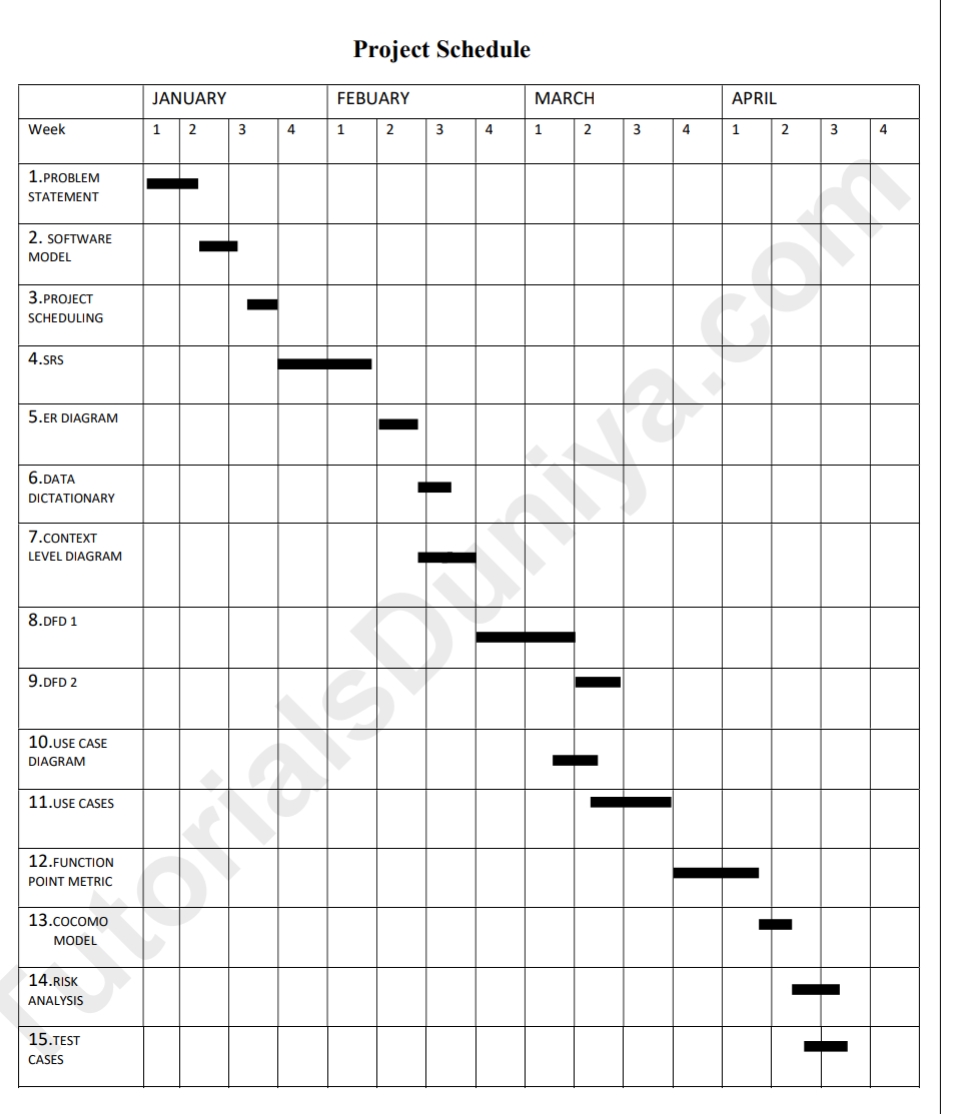 Project Schedule
JANUARY FEBUARY MARCH APRIL
Week 1 2 3 4 1 2 3 4 1 2 3 4 1 2 3 4
1.PROBLEM
STATEMENT
2. SOFTWARE
MODEL
3.PROJECT
SCHEDULING
4.SRS
5.ER DIAGRAM
6.DATA
DICTATIONARY
7.CONTEXT
LEVEL DIAGRAM
8.DFD 1
9.DFD 2
10.USE CASE
DIAGRAM
11.USE CASES
12.FUNCTION
POINT METRIC
13.COCOMO
MODEL
14.RISK
ANALYSIS
15.TEST
CASES
TutorialsDuniya.com